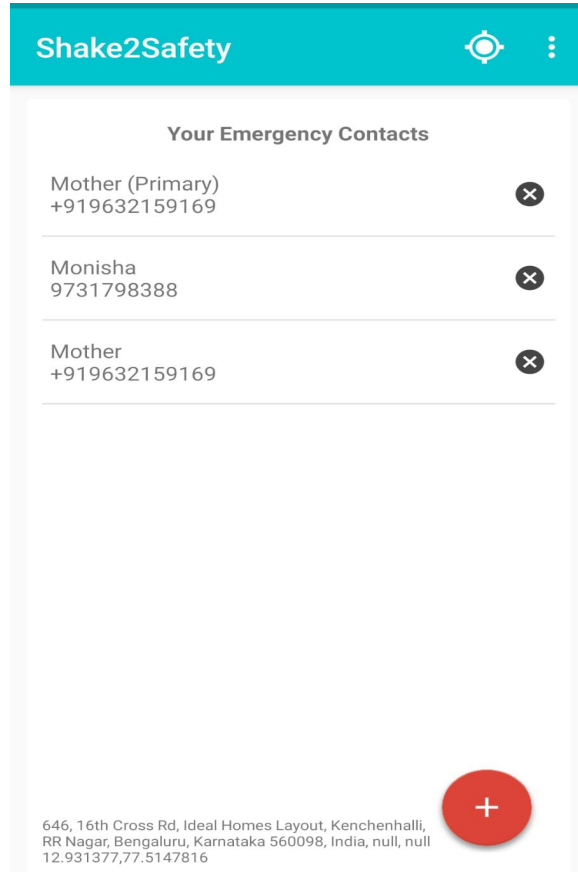 Shake2Safety
Your Emergency Contacts
Mother (Primary)
+919632159169
Monisha
9731798388
Mother
+919632159169
646, 16th Cross Rd, Ideal Homes Layout, Kenchenhalli,
RR Nagar, Bengaluru, Karnataka 560098, India, null, null
12.931377,77.5147816